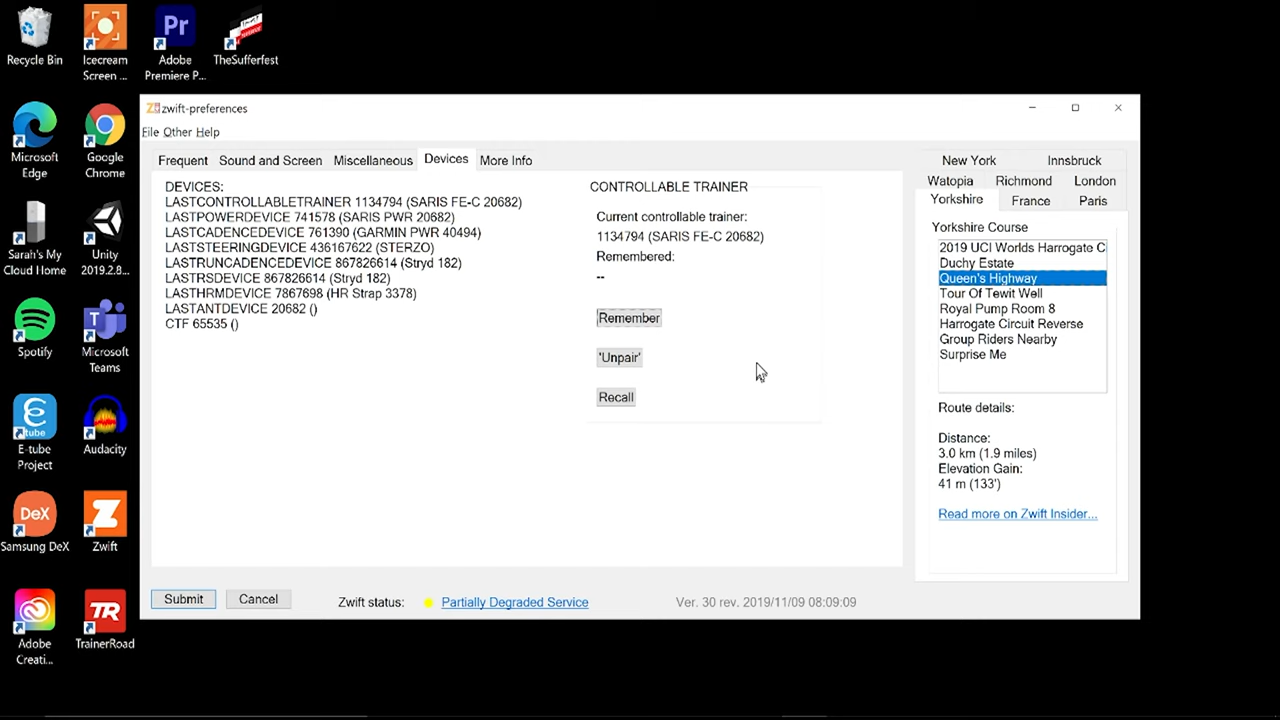 Recycle Bin
Icecream
Screen ...
Pr
Adobe
Premiere P...
TheSufferfest
Microsoft
Edge
Google
Chrome
Sarah's My
Cloud Home
Unity
2019.2.8...
Spotify
Microsoft
Teams
E-tube
Project
Audacity
DeX
Samsung DeX
Zwift
Adobe
Creati...
TR
TrainerRoad
zwift-preferences
File Other Help
Frequent
Sound and Screen
Miscellaneous
Devices
More Info
DEVICES:
LASTCONTROLLABLETRAINER 1134794 (SARIS FE-C 20682)
LASTPOWERDEVICE 741578 (SARIS PWR 20682)
LASTCADENCEDEVICE 761390 (GARMIN PWR 40494)
LASTSTEERINGDEVICE 436167622 (STERZO)
LASTRUNCADENCEDEVICE 867826614 (Stryd 182)
LASTRSDEVICE 867826614 (Stryd 182)
LASTHRMDEVICE 7867698 (HR Strap 3378)
LASTANTDEVICE 20682 ()
CTF 65535 ()
CONTROLLABLE TRAINER
Current controllable trainer:
1134794 (SARIS FE-C 20682)
Remembered:
--
Remember
'Unpair'
Recall
New York
Innsbruck
Watopia
Richmond
London
Yorkshire
France
Paris
Yorkshire Course
2019 UCI Worlds Harrogate C
Duchy Estate
Queen's Highway
Tour Of Tewit Well
Royal Pump Room 8
Harrogate Circuit Reverse
Group Riders Nearby
Surprise Me
Route details:
Distance:
3.0 km (1.9 miles)
Elevation Gain:
41 m (133')
Read more on Zwift Insider...
Submit
Cancel
Zwift status:
Partially Degraded Service
Ver. 30 rev. 2019/11/09 08:09:09